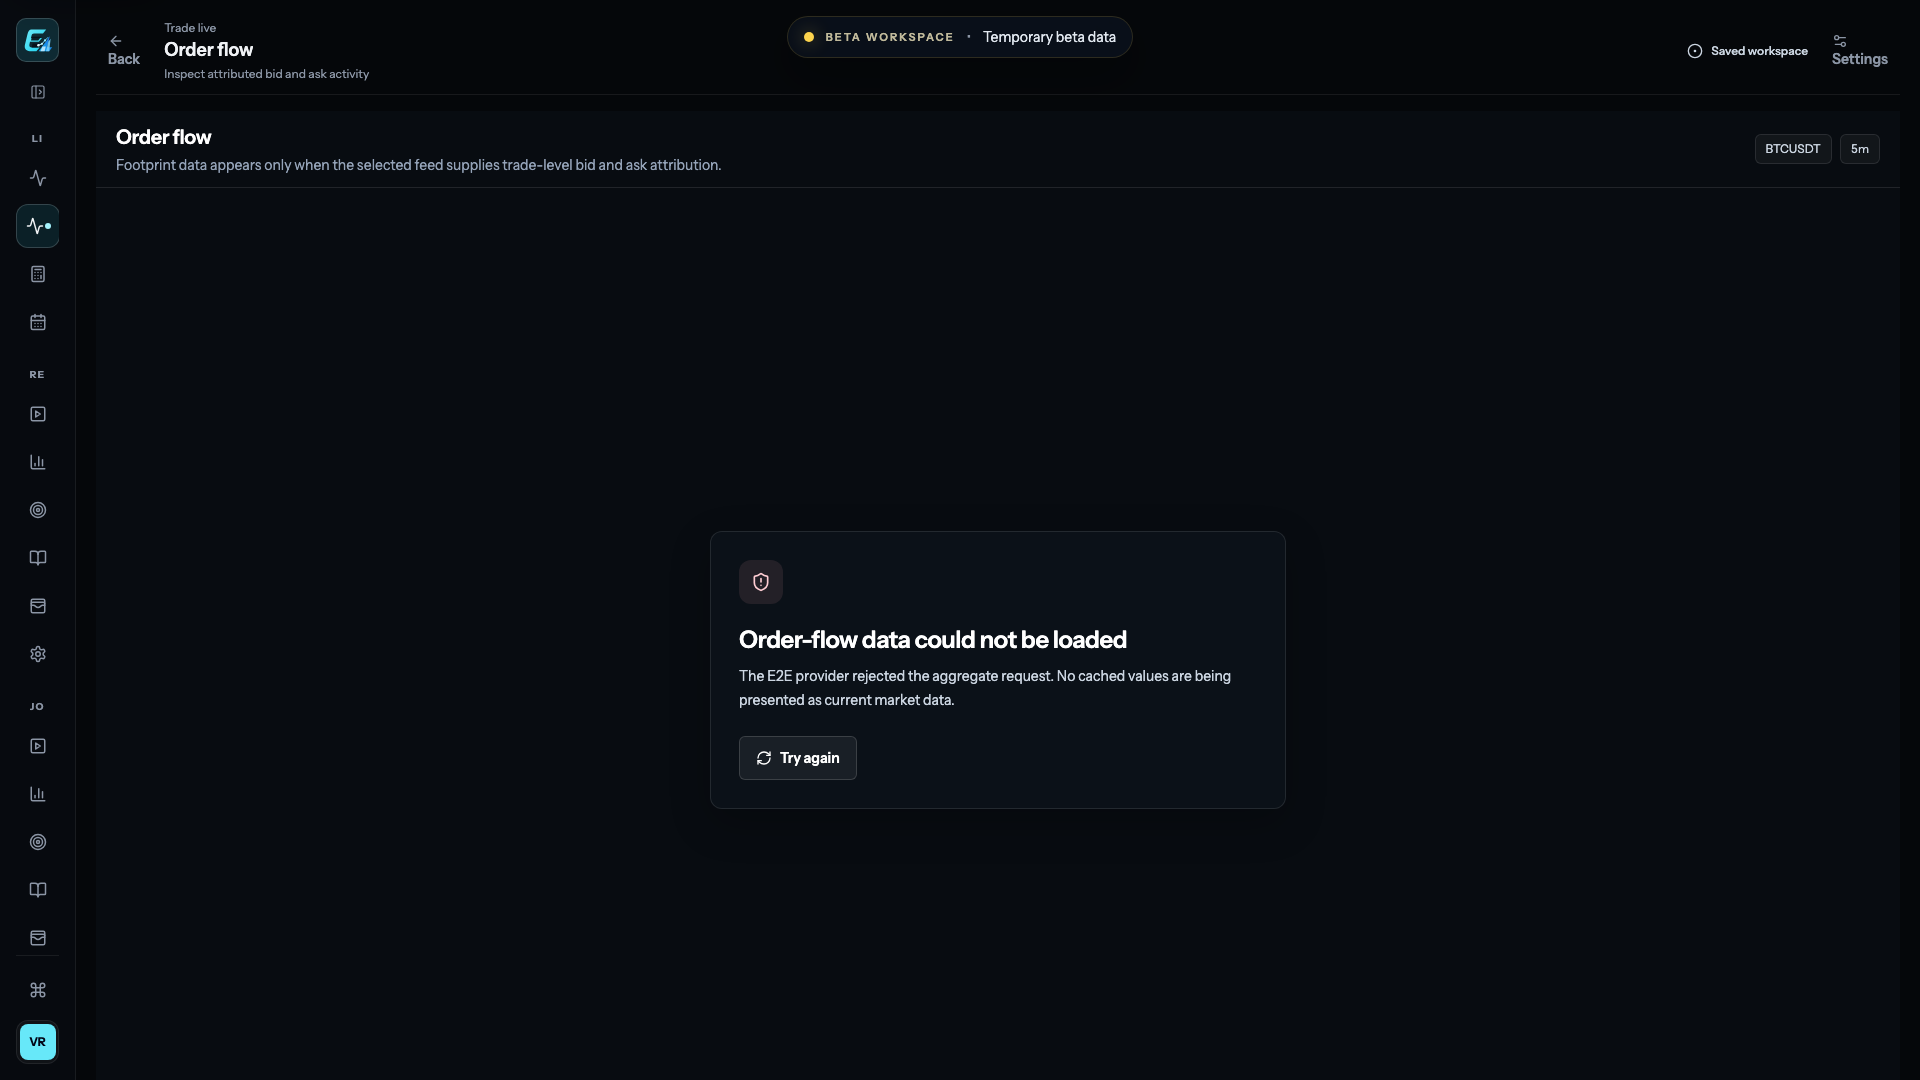 Trade live
Back
Order flow
Inspect attributed bid and ask activity
BETA WORKSPACE • Temporary beta data
Saved workspace
Settings
LI
Order flow
Footprint data appears only when the selected feed supplies trade-level bid and ask attribution.
BTCUSDT
5m
RE
Order-flow data could not be loaded
The E2E provider rejected the aggregate request. No cached values are being
presented as current market data.
Try again
JO
VR